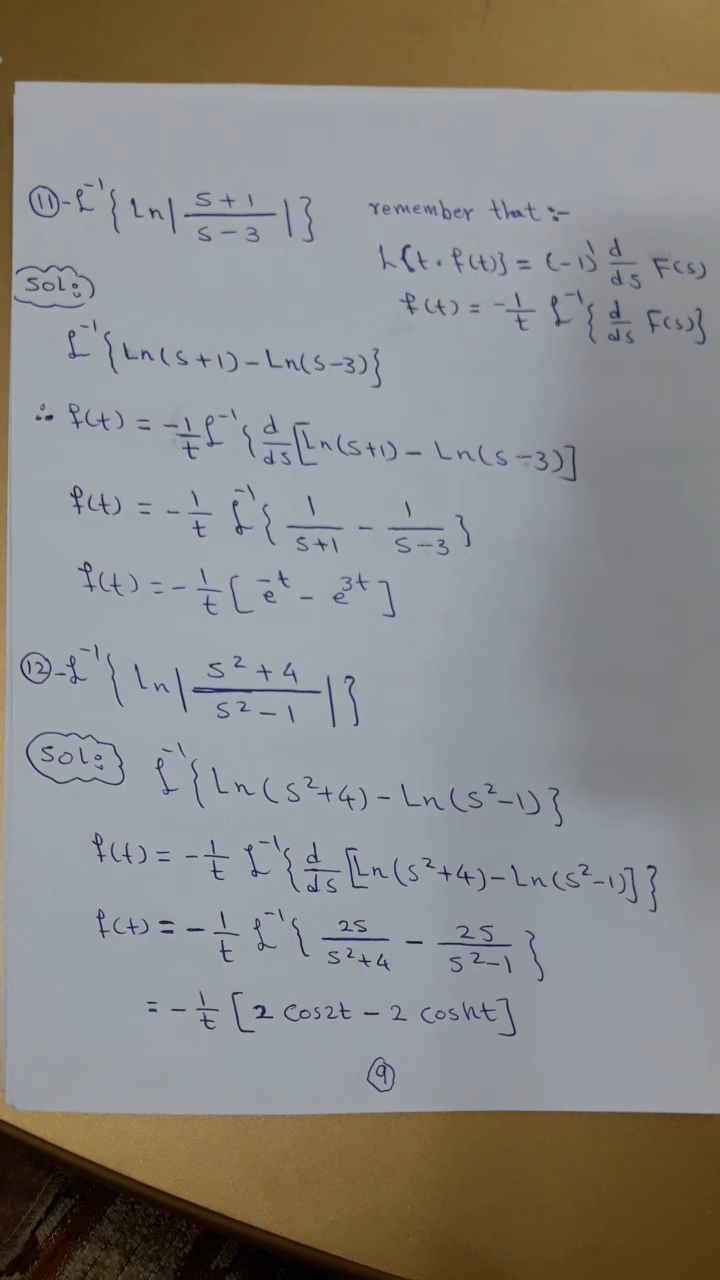 ⑪-£⁻¹{Ln|(s+1)/(s-3)|} remember that :-
L{t.f(t)} = (-1)¹ d/ds F(s)
Sol:
f(t) = -1/t £⁻¹{d/ds F(s)}
£⁻¹{Ln(s+1)-Ln(s-3)}
∴ f(t) = -1/t £⁻¹{d/ds[Ln(s+1)-Ln(s-3)]
f(t) = -1/t £⁻¹{1/(s+1) - 1/(s-3)}
f(t) = -1/t [e⁻ᵗ - e³ᵗ]
⑫-£⁻¹{Ln|(s²+4)/(s²-1)|}
Sol: £⁻¹{Ln(s²+4)-Ln(s²-1)}
f(t) = -1/t £⁻¹{d/ds[Ln(s²+4)-Ln(s²-1)]}
f(t) = -1/t £⁻¹{2s/(s²+4) - 2s/(s²-1)}
= -1/t [2 cos2t - 2 cosht]
⑨